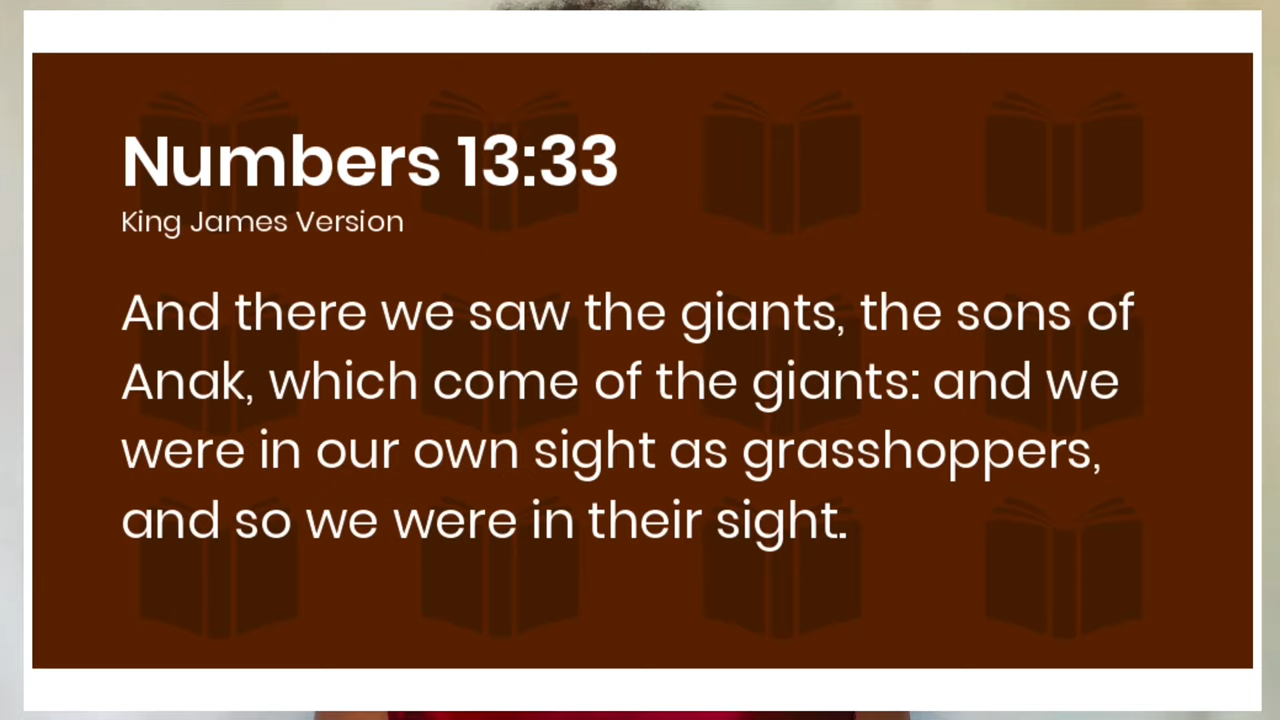 Numbers 13:33
King James Version
And there we saw the giants, the sons of
Anak, which come of the giants: and we
were in our own sight as grasshoppers,
and so we were in their sight.